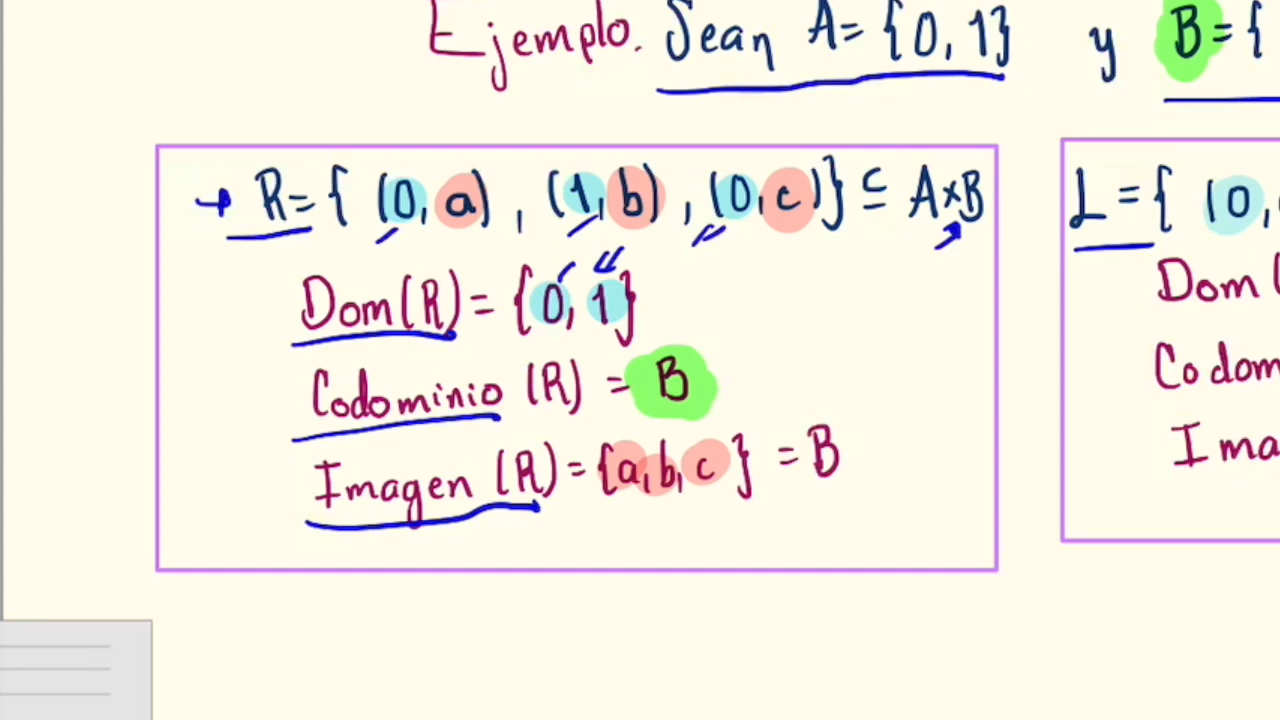 Ejemplo. Sean A = {0, 1} y B = {
R = { (0, a) , (1, b) , (0, c) } ⊆ A×B
Dom(R) = {0, 1}
Codominio (R) = B
Imagen (R) = {a, b, c } = B
L = { (0,
Dom (
Codom
Ima